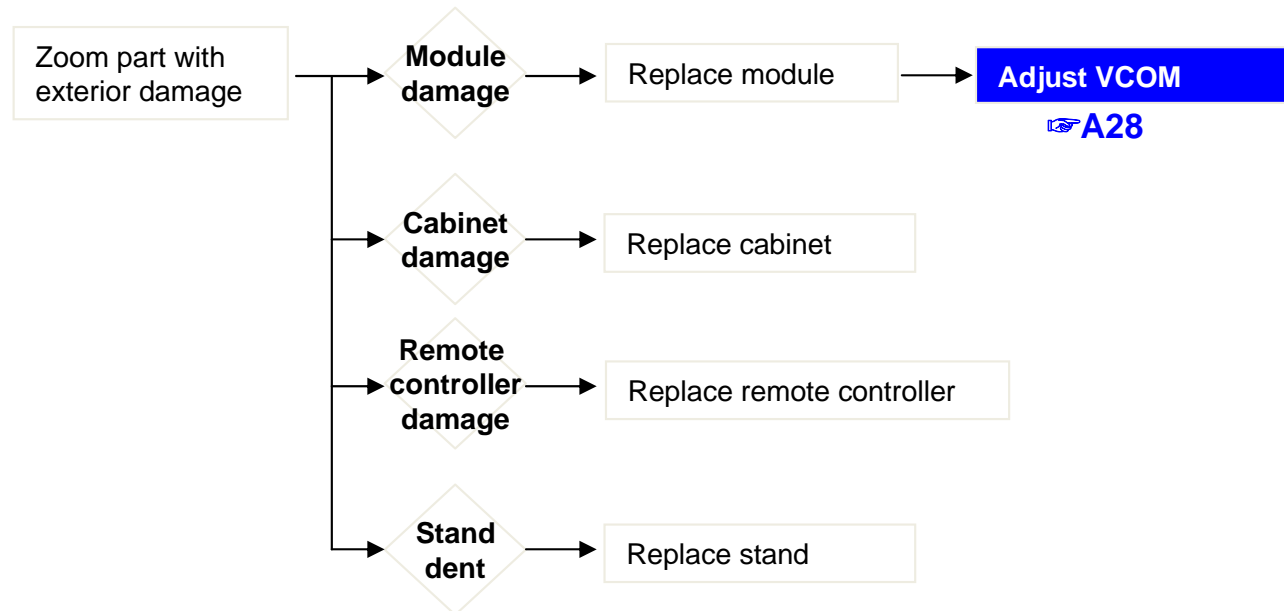 Zoom part with
exterior damage
Module
damage
Replace module
Adjust VCOM
☞A28
Cabinet
damage
Replace cabinet
Remote
controller
damage
Replace remote controller
Stand
dent
Replace stand